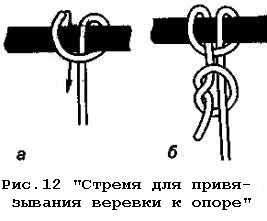 а б
Рис.12 "Стремя для привя-
зывания веревки к опоре"